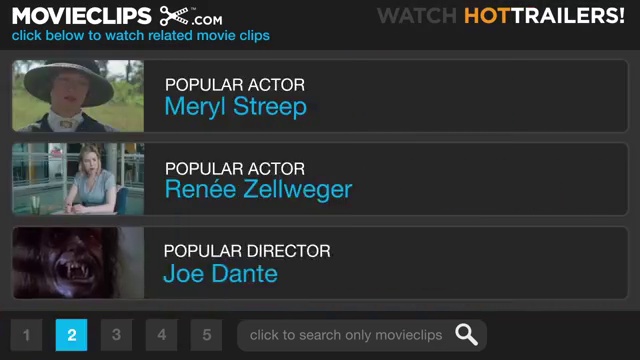 MOVIECLIPS .COM™
WATCH HOTTRAILERS!
click below to watch related movie clips
POPULAR ACTOR
Meryl Streep
POPULAR ACTOR
Renée Zellweger
POPULAR DIRECTOR
Joe Dante
1 2 3 4 5 click to search only movieclips